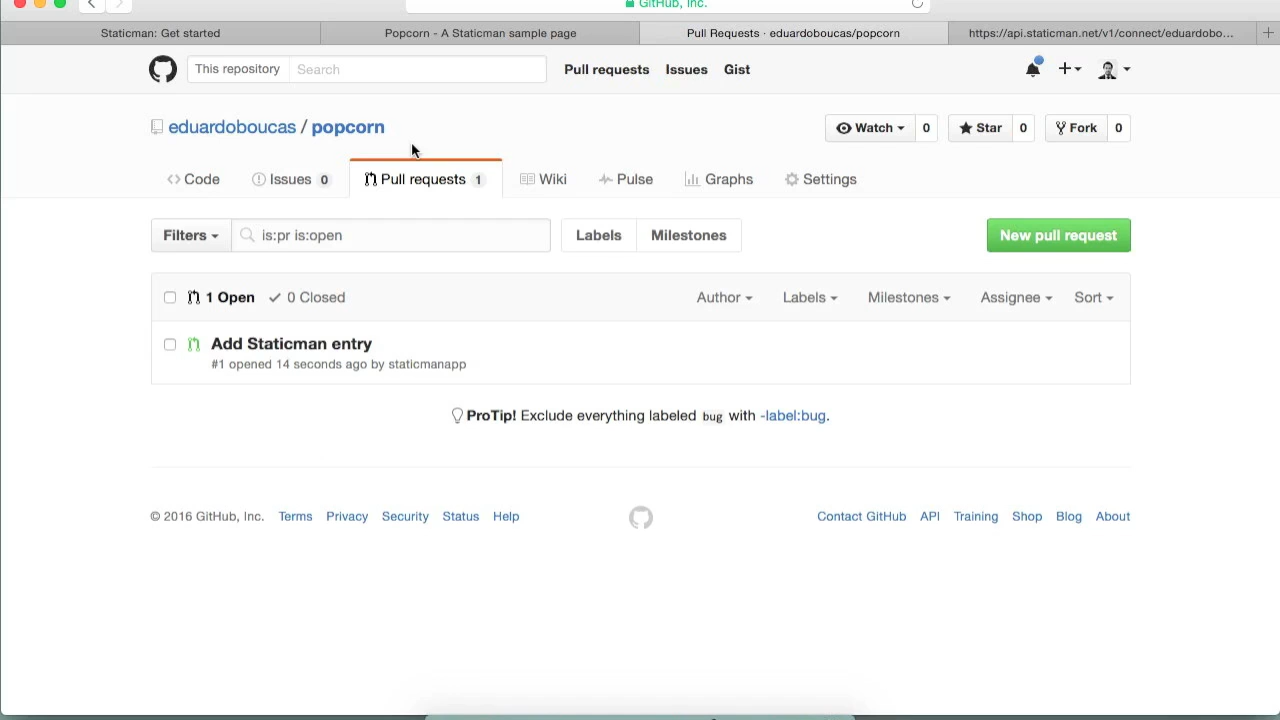 GitHub, Inc.
Staticman: Get started
Popcorn - A Staticman sample page
Pull Requests · eduardoboucas/popcorn
https://api.staticman.net/v1/connect/eduardobo...
This repository Search Pull requests Issues Gist
eduardoboucas / popcorn
Watch 0 Star 0 Fork 0
Code Issues 0 Pull requests 1 Wiki Pulse Graphs Settings
Filters is:pr is:open Labels Milestones New pull request
1 Open 0 Closed Author Labels Milestones Assignee Sort
Add Staticman entry
#1 opened 14 seconds ago by staticmanapp
ProTip! Exclude everything labeled bug with -label:bug.
© 2016 GitHub, Inc. Terms Privacy Security Status Help Contact GitHub API Training Shop Blog About